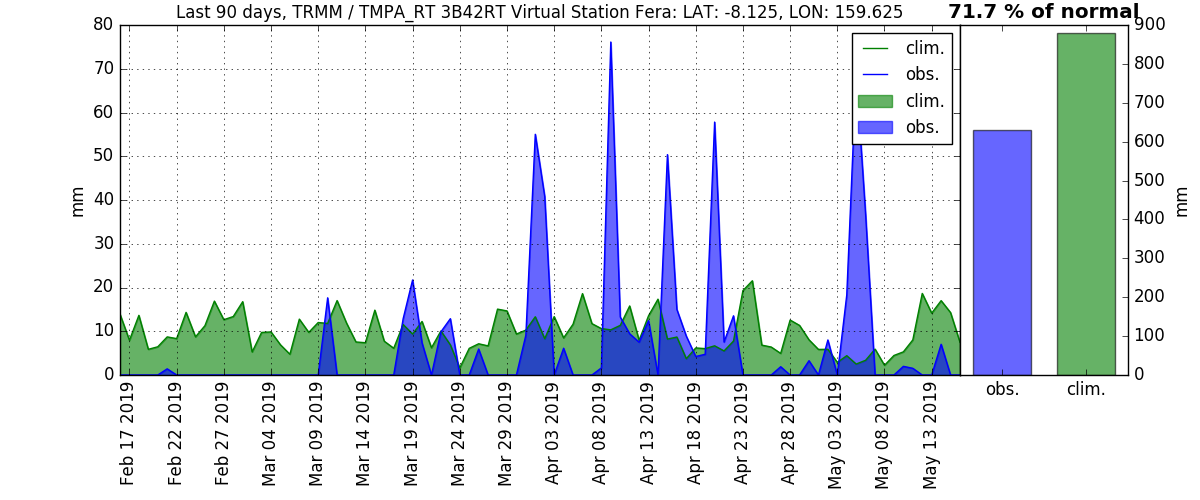 Last 90 days, TRMM / TMPA_RT 3B42RT Virtual Station Fera: LAT: -8.125, LON: 159.625
71.7 % of normal
80
70
60
50
40
30
20
10
0
mm
clim.
obs.
clim.
obs.
Feb 17 2019
Feb 22 2019
Feb 27 2019
Mar 04 2019
Mar 09 2019
Mar 14 2019
Mar 19 2019
Mar 24 2019
Mar 29 2019
Apr 03 2019
Apr 08 2019
Apr 13 2019
Apr 18 2019
Apr 23 2019
Apr 28 2019
May 03 2019
May 08 2019
May 13 2019
900
800
700
600
500
400
300
200
100
0
mm
obs.
clim.